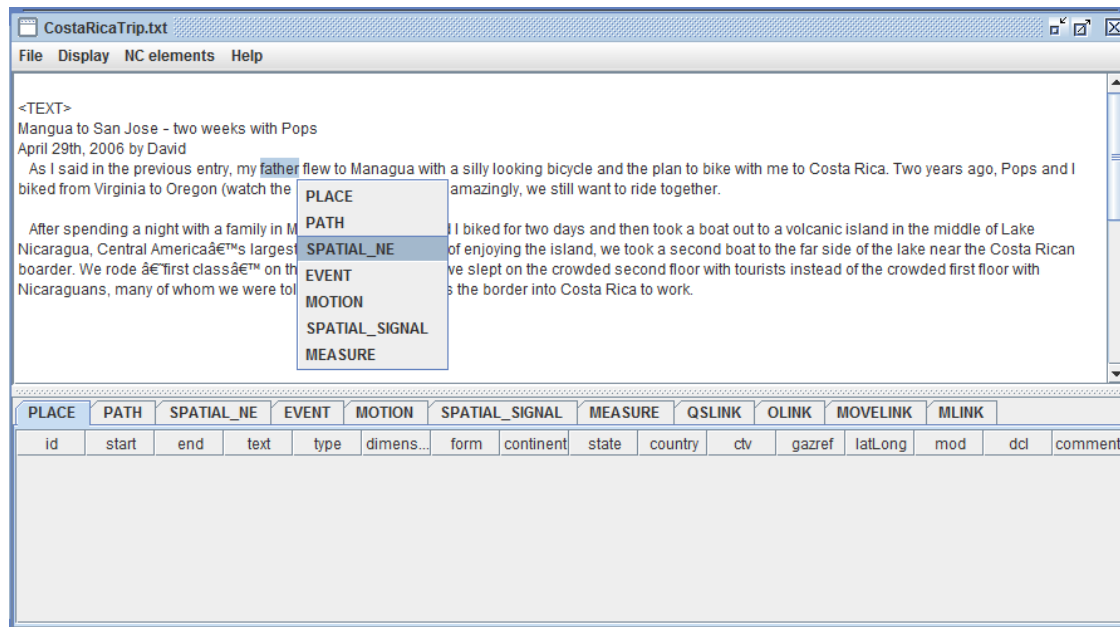 CostaRicaTrip.txt
File Display NC elements Help
<TEXT>
Mangua to San Jose - two weeks with Pops
April 29th, 2006 by David
As I said in the previous entry, my father flew to Managua with a silly looking bicycle and the plan to bike with me to Costa Rica. Two years ago, Pops and I
biked from Virginia to Oregon (watch the amazingly, we still want to ride together.
After spending a night with a family in M I biked for two days and then took a boat out to a volcanic island in the middle of Lake
Nicaragua, Central Americaâ€™s largest of enjoying the island, we took a second boat to the far side of the lake near the Costa Rican
boarder. We rode â€˜first classâ€™ on th we slept on the crowded second floor with tourists instead of the crowded first floor with
Nicaraguans, many of whom we were tol s the border into Costa Rica to work.
PLACE
PATH
SPATIAL_NE
EVENT
MOTION
SPATIAL_SIGNAL
MEASURE
PLACE PATH SPATIAL_NE EVENT MOTION SPATIAL_SIGNAL MEASURE QSLINK OLINK MOVELINK MLINK
id start end text type dimens... form continent state country ctv gazref latLong mod dcl comment